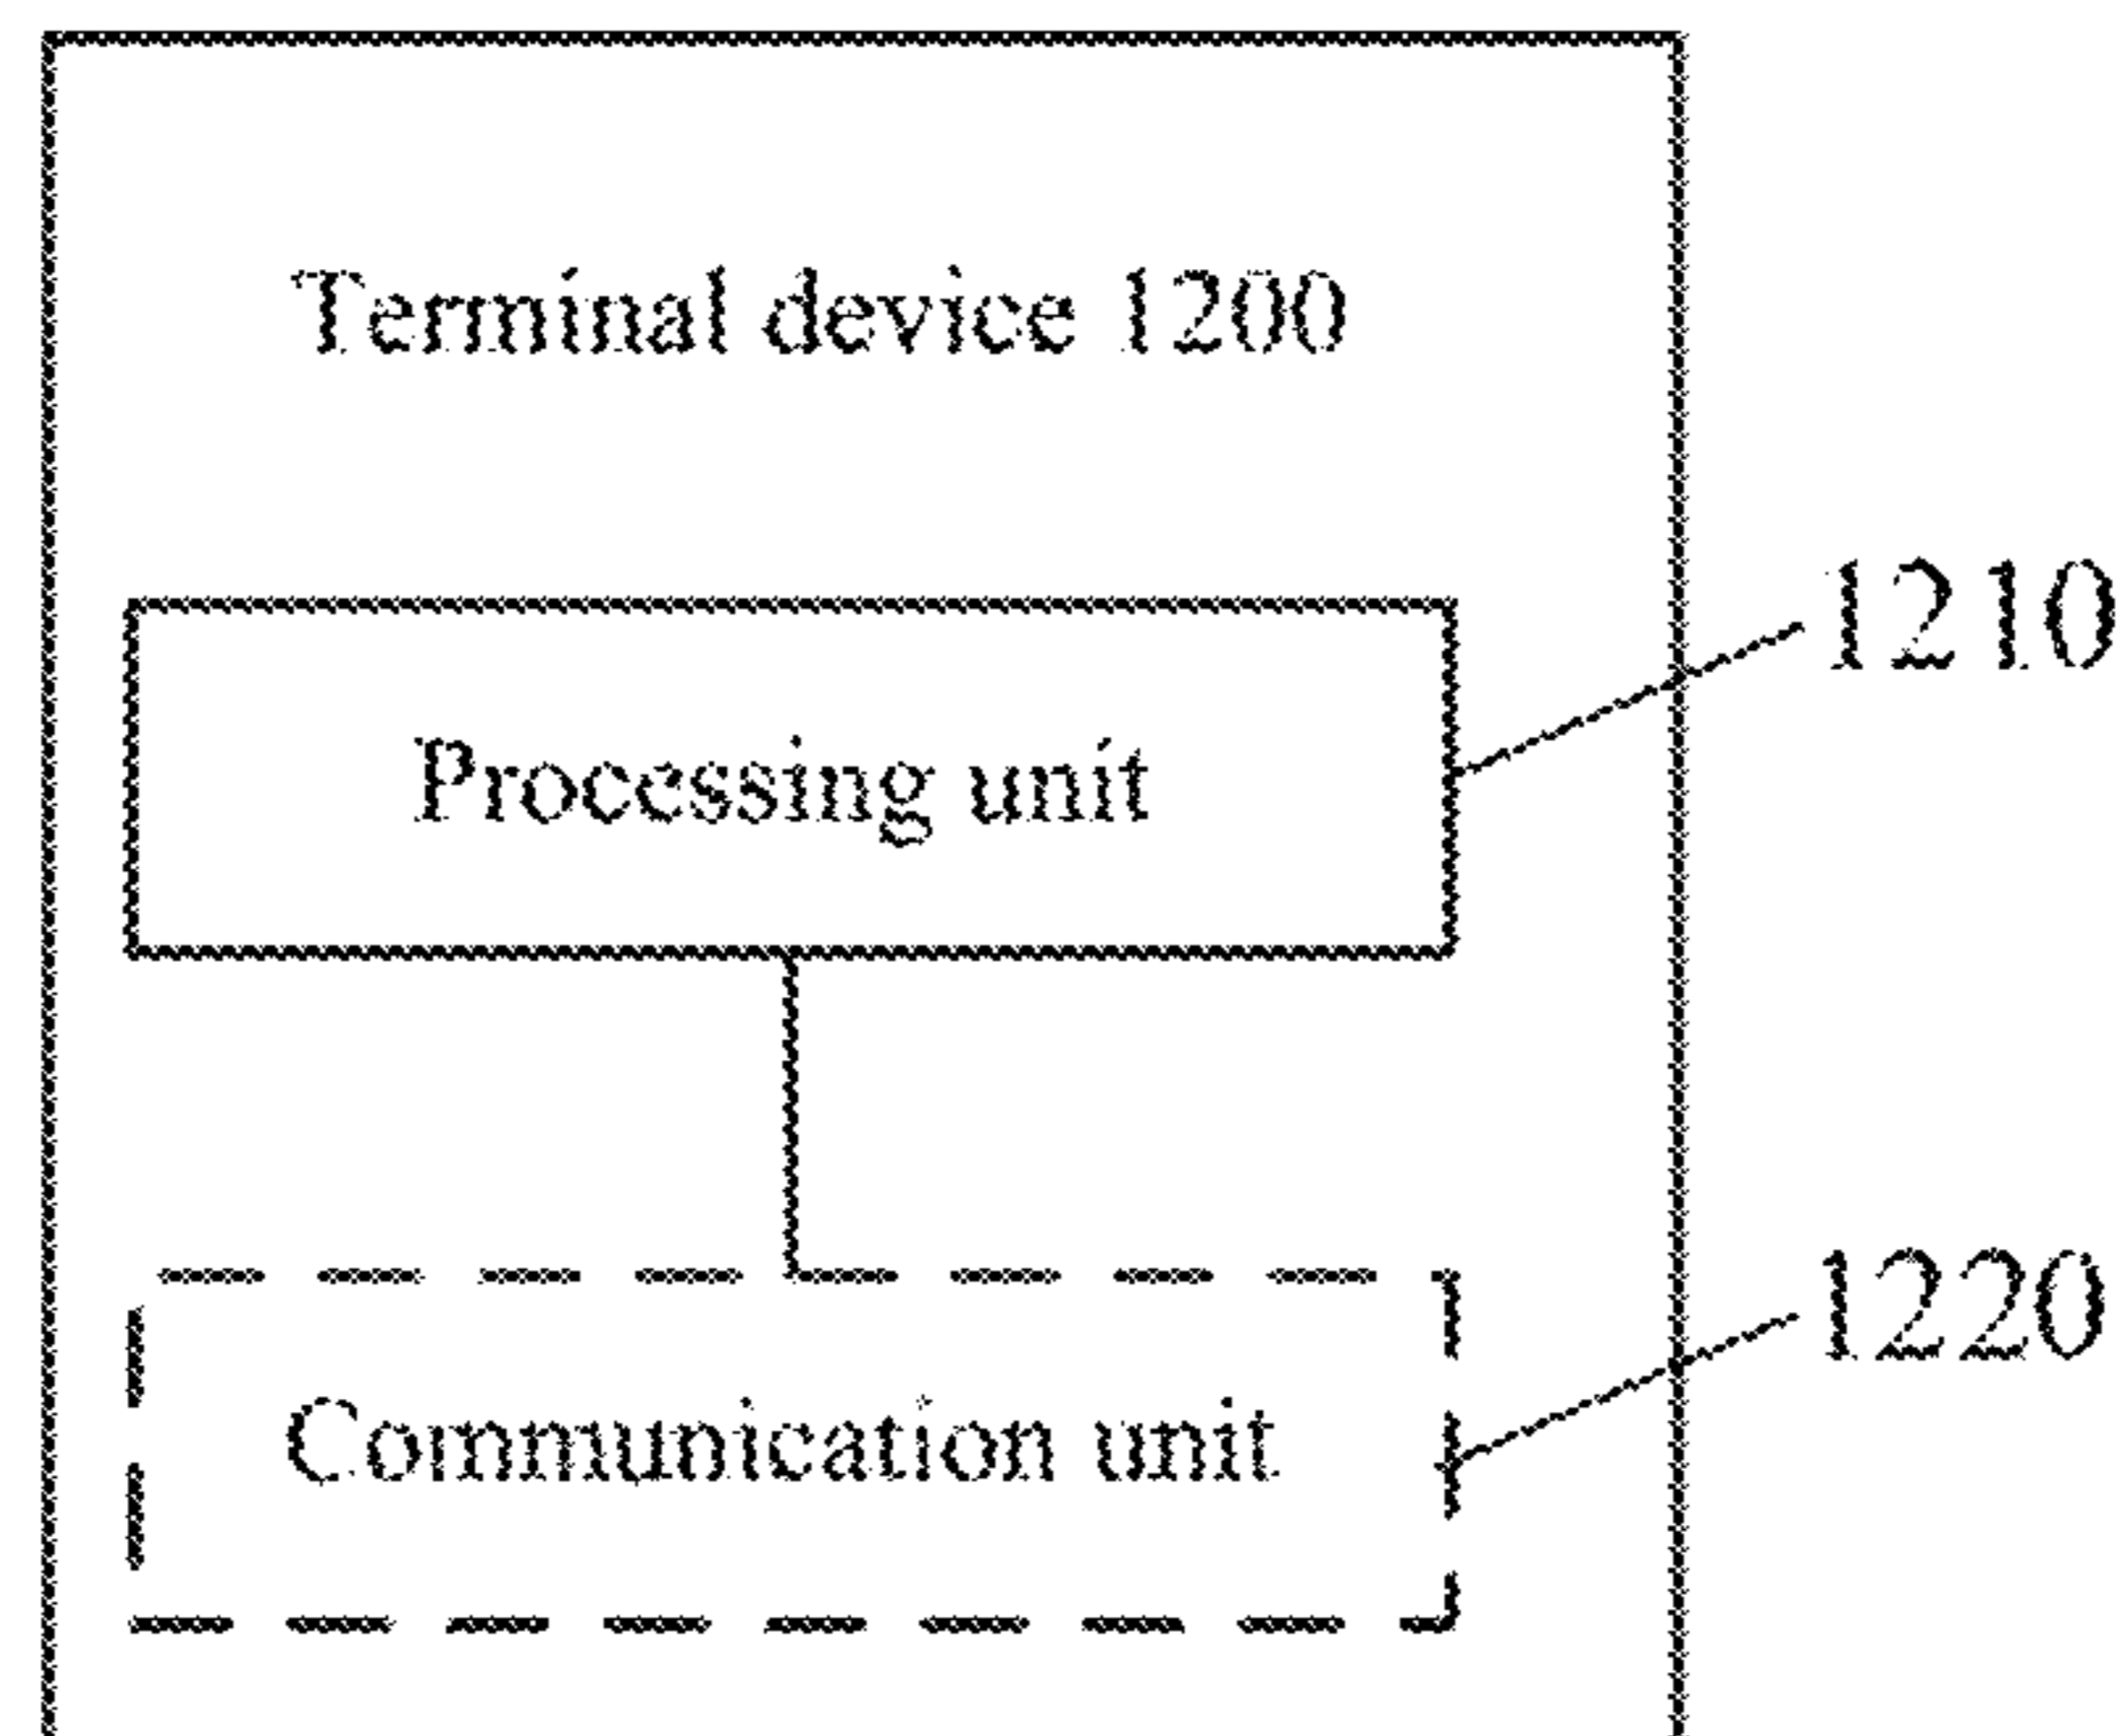 Terminal device 1200
1210
Processing unit
1220
Communication unit